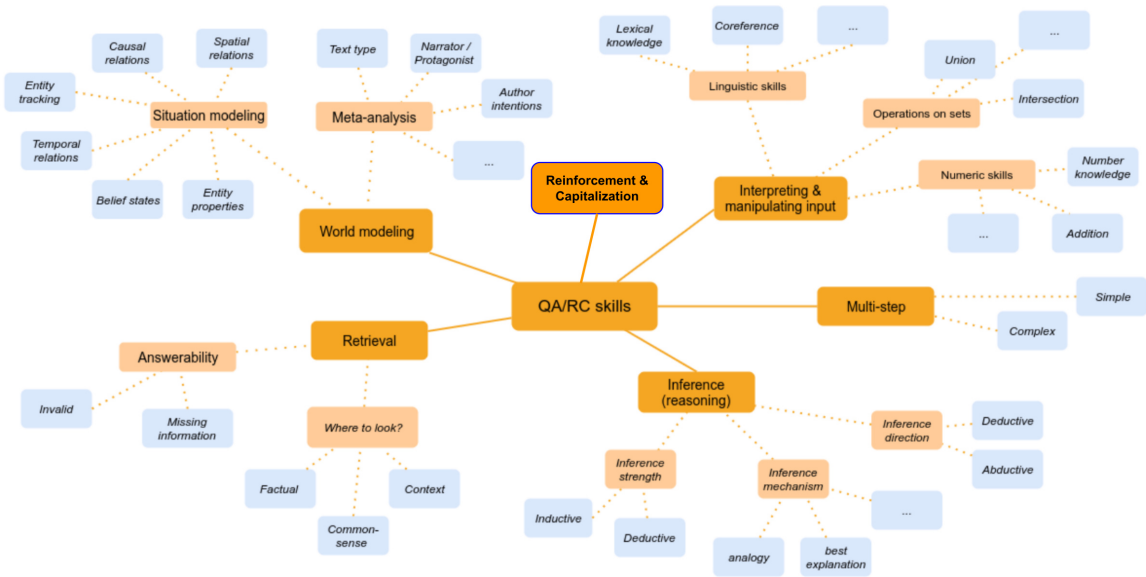 Causal
relations
Spatial
relations
Entity
tracking
Situation modeling
Temporal
relations
Belief states
Entity
properties
Text type
Narrator /
Protagonist
Author
intentions
Meta-analysis
...
World modeling
Reinforcement &
Capitalization
Lexical
knowledge
Coreference
...
Linguistic skills
Union
...
Intersection
Operations on sets
Interpreting &
manipulating input
Numeric skills
Number
knowledge
...
Addition
QA/RC skills
Multi-step
Simple
Complex
Retrieval
Answerability
Invalid
Missing
information
Where to look?
Factual
Context
Common-
sense
Inference
(reasoning)
Inference
direction
Deductive
Abductive
Inference
strength
Inductive
Deductive
Inference
mechanism
...
analogy
best
explanation